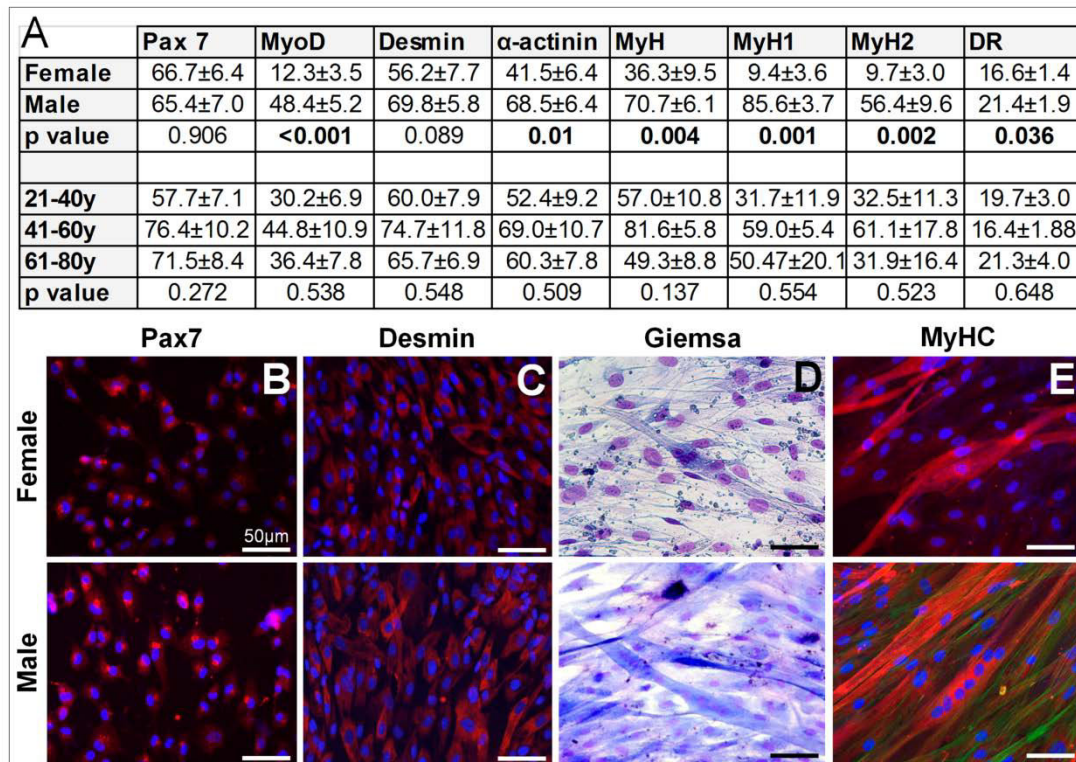 A
Pax 7 MyoD Desmin α-actinin MyH MyH1 MyH2 DR
Female 66.7±6.4 12.3±3.5 56.2±7.7 41.5±6.4 36.3±9.5 9.4±3.6 9.7±3.0 16.6±1.4
Male 65.4±7.0 48.4±5.2 69.8±5.8 68.5±6.4 70.7±6.1 85.6±3.7 56.4±9.6 21.4±1.9
p value 0.906 <0.001 0.089 0.01 0.004 0.001 0.002 0.036
21-40y 57.7±7.1 30.2±6.9 60.0±7.9 52.4±9.2 57.0±10.8 31.7±11.9 32.5±11.3 19.7±3.0
41-60y 76.4±10.2 44.8±10.9 74.7±11.8 69.0±10.7 81.6±5.8 59.0±5.4 61.1±17.8 16.4±1.88
61-80y 71.5±8.4 36.4±7.8 65.7±6.9 60.3±7.8 49.3±8.8 50.47±20.1 31.9±16.4 21.3±4.0
p value 0.272 0.538 0.548 0.509 0.137 0.554 0.523 0.648
Pax7 Desmin Giemsa MyHC
B C D E
Female
50µm
Male